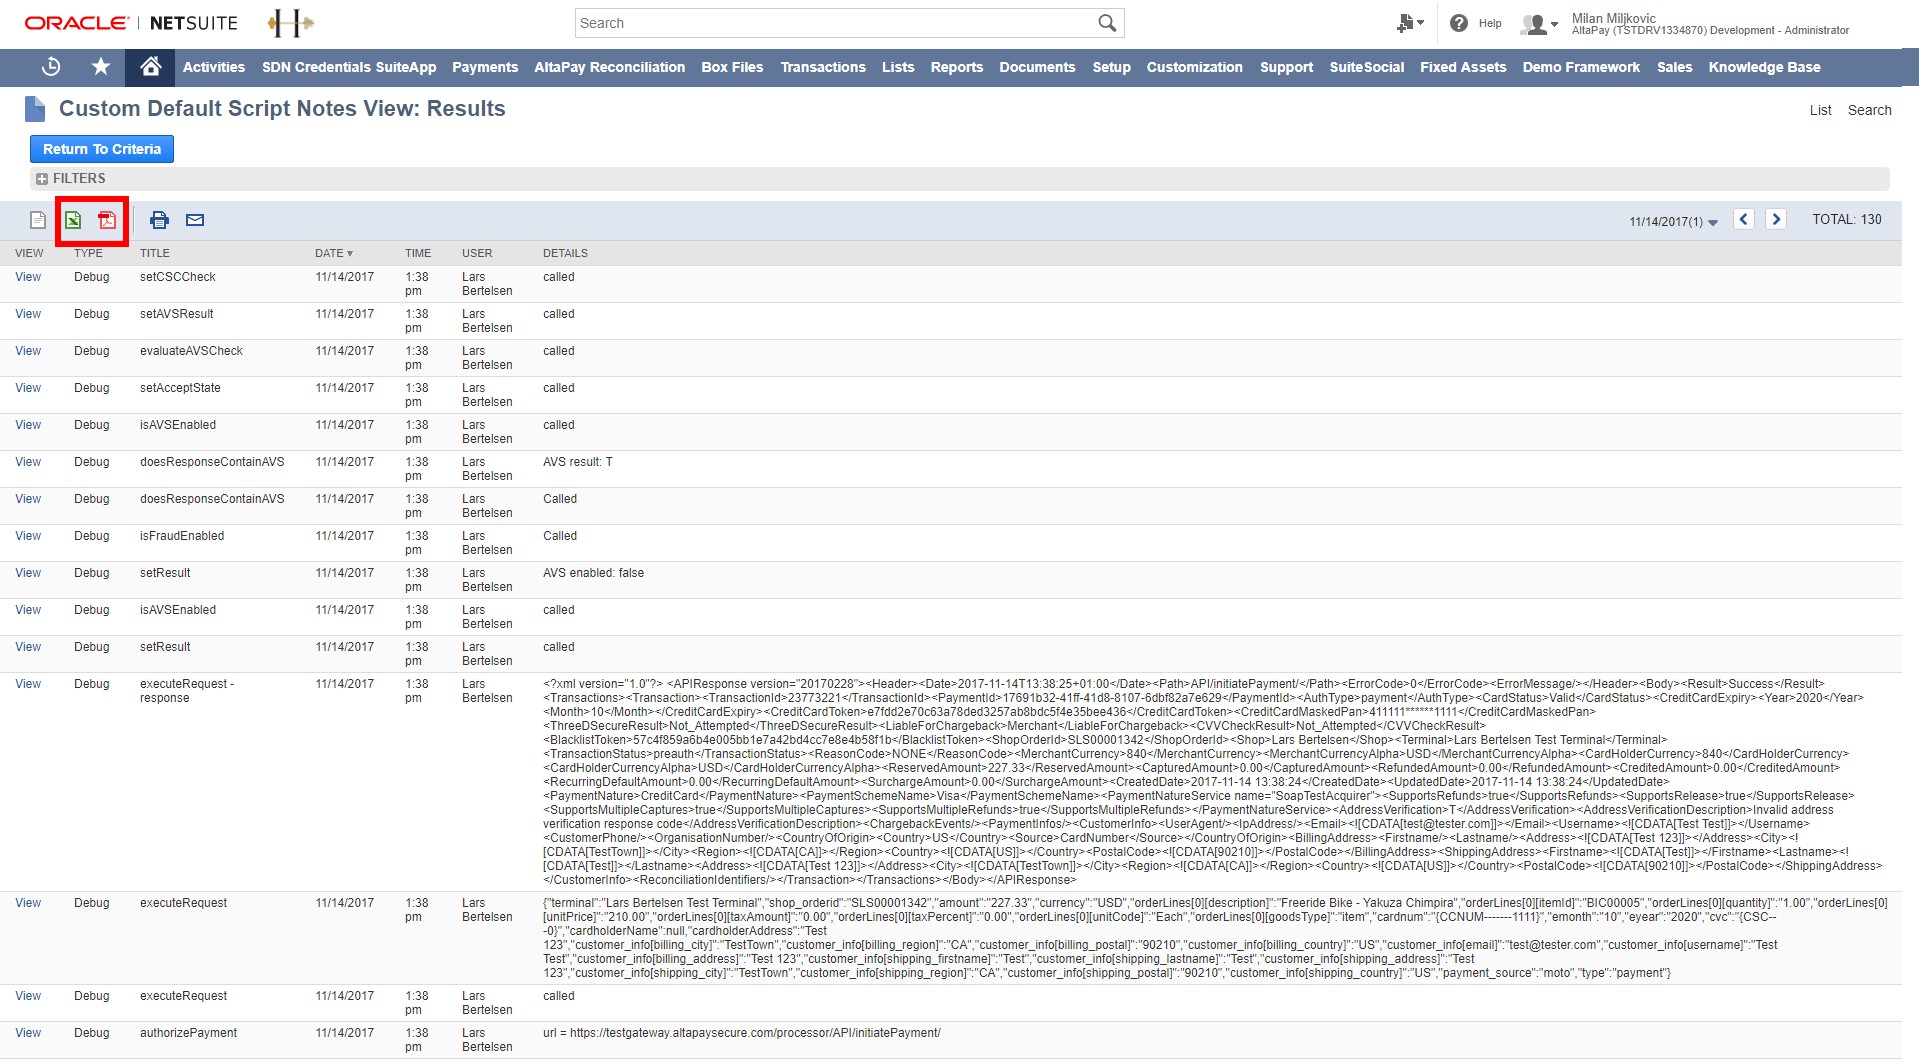 ORACLE | NETSUITE
Search
Help
Milan Miljkovic
AltaPay (TSTDRV1334870) Development - Administrator
Activities SDN Credentials SuiteApp Payments AltaPay Reconciliation Box Files Transactions Lists Reports Documents Setup Customization Support SuiteSocial Fixed Assets Demo Framework Sales Knowledge Base
Custom Default Script Notes View: Results
List Search
Return To Criteria
FILTERS
11/14/2017(1) TOTAL: 130
VIEW TYPE TITLE DATE ▼ TIME USER DETAILS
View Debug setCSCCheck 11/14/2017 1:38 Lars called
pm Bertelsen
View Debug setAVSResult 11/14/2017 1:38 Lars called
pm Bertelsen
View Debug evaluateAVSCheck 11/14/2017 1:38 Lars called
pm Bertelsen
View Debug setAcceptState 11/14/2017 1:38 Lars called
pm Bertelsen
View Debug isAVSEnabled 11/14/2017 1:38 Lars called
pm Bertelsen
View Debug doesResponseContainAVS 11/14/2017 1:38 Lars AVS result: T
pm Bertelsen
View Debug doesResponseContainAVS 11/14/2017 1:38 Lars Called
pm Bertelsen
View Debug isFraudEnabled 11/14/2017 1:38 Lars Called
pm Bertelsen
View Debug setResult 11/14/2017 1:38 Lars AVS enabled: false
pm Bertelsen
View Debug isAVSEnabled 11/14/2017 1:38 Lars called
pm Bertelsen
View Debug setResult 11/14/2017 1:38 Lars called
pm Bertelsen
View Debug executeRequest - 11/14/2017 1:38 Lars <?xml version="1.0"?> <APIResponse version="20170228"><Header><Date>2017-11-14T13:38:25+01:00</Date><Path>API/initiatePayment/</Path><ErrorCode>0</ErrorCode><ErrorMessage/></Header><Body><Result>Success</Result>
response pm Bertelsen <Transactions><Transaction><TransactionId>23773221</TransactionId><PaymentId>17691b32-41ff-41d8-8107-6dbf82a7e629</PaymentId><AuthType>payment</AuthType><CardStatus>Valid</CardStatus><CreditCardExpiry><Year>2020</Year>
<Month>10</Month></CreditCardExpiry><CreditCardToken>e7fdd2e70c63a78ded3257ab8bdc5f4e35bee436</CreditCardToken><CreditCardMaskedPan>411111******1111</CreditCardMaskedPan>
<ThreeDSecureResult>Not_Attempted</ThreeDSecureResult><LiableForChargeback>Merchant</LiableForChargeback><CVVCheckResult>Not_Attempted</CVVCheckResult>
<BlacklistToken>57c4f859a6b4e005bb1e7a42bd4cc7e8e4b58f1b</BlacklistToken><ShopOrderId>SLS00001342</ShopOrderId><Shop>Lars Bertelsen</Shop><Terminal>Lars Bertelsen Test Terminal</Terminal>
<TransactionStatus>preauth</TransactionStatus><ReasonCode>NONE</ReasonCode><MerchantCurrency>840</MerchantCurrency><MerchantCurrencyAlpha>USD</MerchantCurrencyAlpha><CardHolderCurrency>840</CardHolderCurrency>
<CardHolderCurrencyAlpha>USD</CardHolderCurrencyAlpha><ReservedAmount>227.33</ReservedAmount><CapturedAmount>0.00</CapturedAmount><RefundedAmount>0.00</RefundedAmount><CreditedAmount>0.00</CreditedAmount>
<RecurringDefaultAmount>0.00</RecurringDefaultAmount><SurchargeAmount>0.00</SurchargeAmount><CreatedDate>2017-11-14 13:38:24</CreatedDate><UpdatedDate>2017-11-14 13:38:24</UpdatedDate>
<PaymentNature>CreditCard</PaymentNature><PaymentSchemeName>Visa</PaymentSchemeName><PaymentNatureService name="SoapTestAcquirer"><SupportsRefunds>true</SupportsRefunds><SupportsRelease>true</SupportsRelease>
<SupportsMultipleCaptures>true</SupportsMultipleCaptures><SupportsMultipleRefunds>true</SupportsMultipleRefunds></PaymentNatureService><AddressVerification>T</AddressVerification><AddressVerificationDescription>Invalid address
verification response code</AddressVerificationDescription><ChargebackEvents/><PaymentInfos/><CustomerInfo><UserAgent/><IpAddress/><Email><![CDATA[test@tester.com]]></Email><Username><![CDATA[Test Test]]></Username>
<CustomerPhone/><OrganisationNumber/><CountryOfOrigin><Country>US</Country><Source>CardNumber</Source></CountryOfOrigin><BillingAddress><Firstname/><Lastname/><Address><![CDATA[Test 123]]></Address><City><!
[CDATA[TestTown]]></City><Region><![CDATA[CA]]></Region><Country><![CDATA[US]]></Country><PostalCode><![CDATA[90210]]></PostalCode></BillingAddress><ShippingAddress><Firstname><![CDATA[Test]]></Firstname><Lastname><!
[CDATA[Test]]></Lastname><Address><![CDATA[Test 123]]></Address><City><![CDATA[TestTown]]></City><Region><![CDATA[CA]]></Region><Country><![CDATA[US]]></Country><PostalCode><![CDATA[90210]]></PostalCode></ShippingAddress>
</CustomerInfo><ReconciliationIdentifiers/></Transaction></Transactions></Body></APIResponse>
View Debug executeRequest 11/14/2017 1:38 Lars {"terminal":"Lars Bertelsen Test Terminal","shop_orderid":"SLS00001342","amount":"227.33","currency":"USD","orderLines[0][description]":"Freeride Bike - Yakuza Chimpira","orderLines[0][itemId]":"BIC00005","orderLines[0][quantity]":"1.00","orderLines[0]
pm Bertelsen [unitPrice]":"210.00","orderLines[0][taxAmount]":"0.00","orderLines[0][taxPercent]":"0.00","orderLines[0][unitCode]":"Each","orderLines[0][goodsType]":"item","cardnum":"{CCNUM-------1111}","emonth":"10","eyear":"2020","cvc":"{CSC--
-0}","cardholderName":null,"cardholderAddress":"Test
123","customer_info[billing_city]":"TestTown","customer_info[billing_region]":"CA","customer_info[billing_postal]":"90210","customer_info[billing_country]":"US","customer_info[email]":"test@tester.com","customer_info[username]":"Test
Test","customer_info[billing_address]":"Test 123","customer_info[shipping_firstname]":"Test","customer_info[shipping_lastname]":"Test","customer_info[shipping_address]":"Test
123","customer_info[shipping_city]":"TestTown","customer_info[shipping_region]":"CA","customer_info[shipping_postal]":"90210","customer_info[shipping_country]":"US","payment_source":"moto","type":"payment"}
View Debug executeRequest 11/14/2017 1:38 Lars called
pm Bertelsen
View Debug authorizePayment 11/14/2017 1:38 Lars url = https://testgateway.altapaysecure.com/processor/API/initiatePayment/
pm Bertelsen